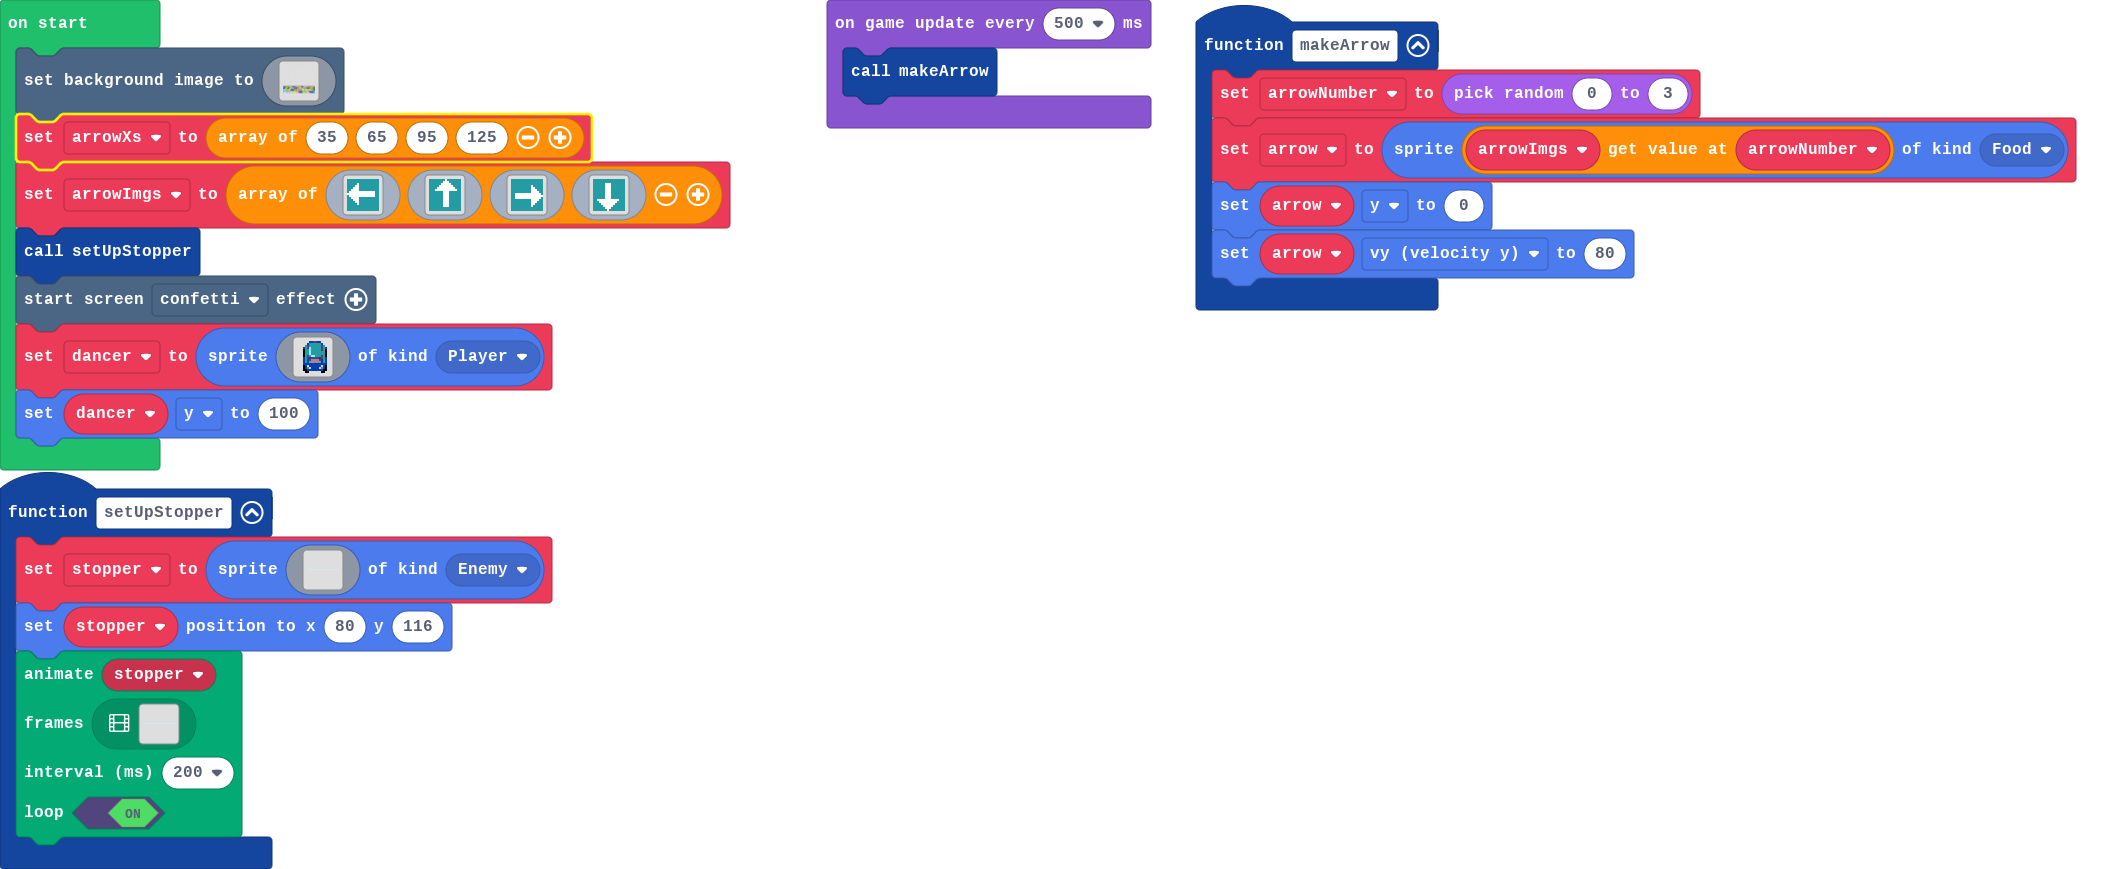 on start
set background image to
set arrowXs to array of 35 65 95 125
set arrowImgs to array of
call setUpStopper
start screen confetti effect
set dancer to sprite of kind Player
set dancer y to 100
function setUpStopper
set stopper to sprite of kind Enemy
set stopper position to x 80 y 116
animate stopper
frames
interval (ms) 200
loop ON
on game update every 500 ms
call makeArrow
function makeArrow
set arrowNumber to pick random 0 to 3
set arrow to sprite arrowImgs get value at arrowNumber of kind Food
set arrow y to 0
set arrow vy (velocity y) to 80